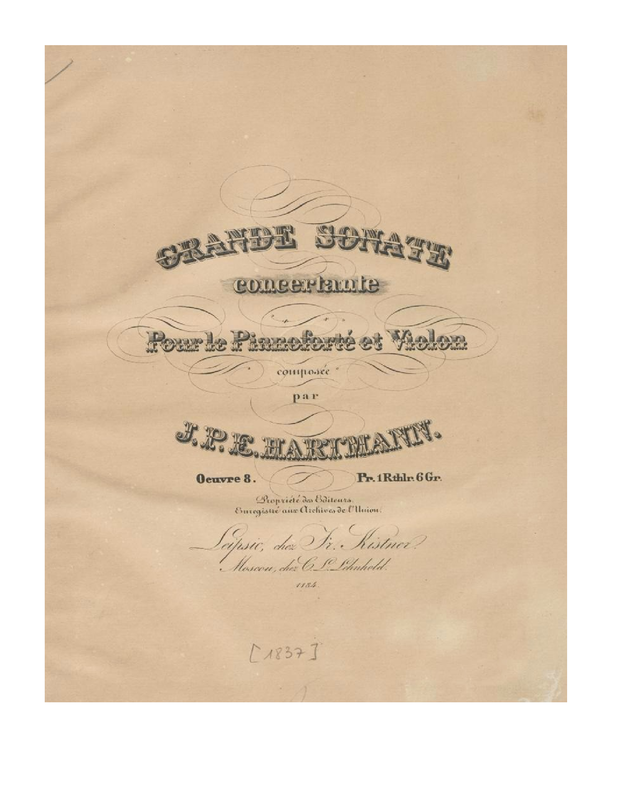 GRANDE SONATE
concertante
Pour le Pianoforté et Violon
composée
par
J. P. E. HARTMANN.
Oeuvre 8. Pr. 1 Rthlr. 6 Gr.
Propriété des Editeurs.
Enregistré aux Archives de l'Union.
Leipsic, chez Fr. Kistner.
Moscou, chez C. L. Lehnhold.
1154.
[1837]